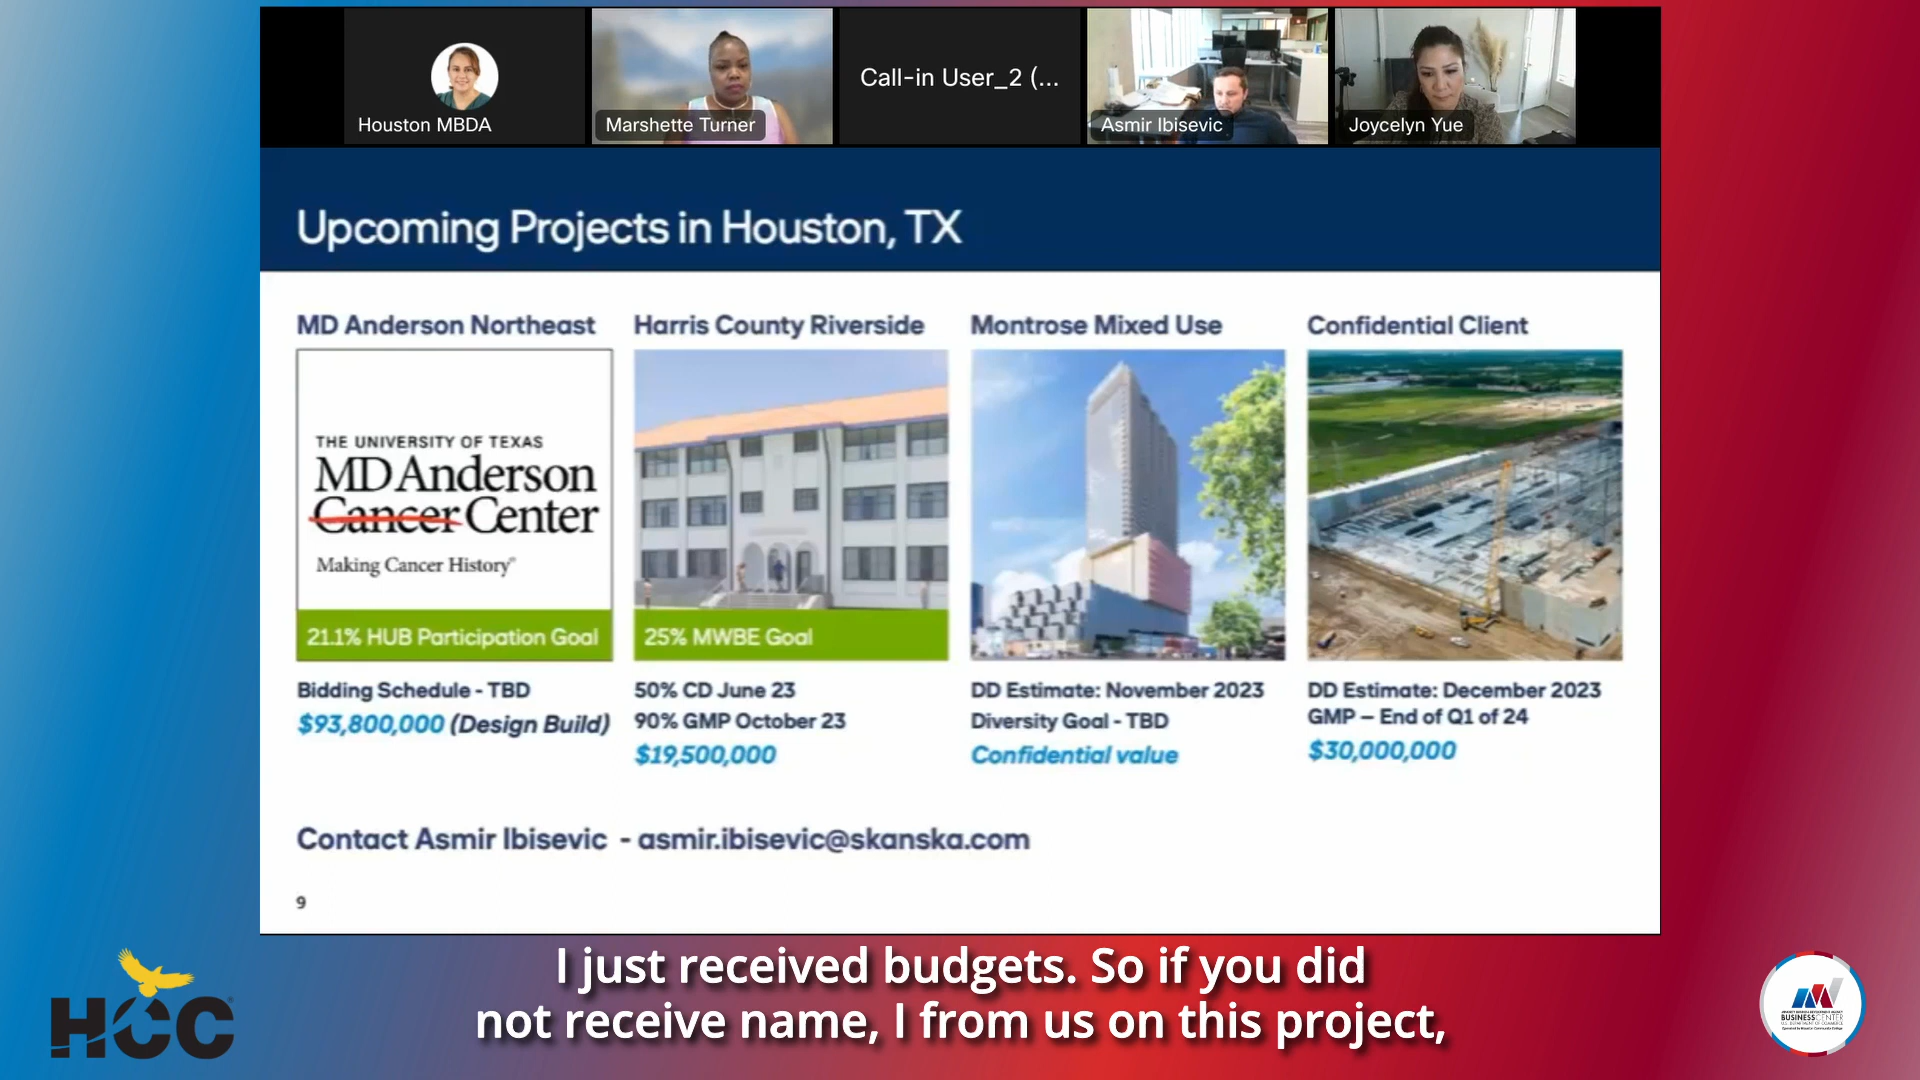 Houston MBDA
Marshette Turner
Call-in User_2 (...
Asmir Ibisevic
Joycelyn Yue
Upcoming Projects in Houston, TX
MD Anderson Northeast
THE UNIVERSITY OF TEXAS
MD Anderson
Cancer Center
Making Cancer History®
21.1% HUB Participation Goal
Bidding Schedule - TBD
$93,800,000 (Design Build)
Harris County Riverside
25% MWBE Goal
50% CD June 23
90% GMP October 23
$19,500,000
Montrose Mixed Use
DD Estimate: November 2023
Diversity Goal - TBD
Confidential value
Confidential Client
DD Estimate: December 2023
GMP – End of Q1 of 24
$30,000,000
Contact Asmir Ibisevic - asmir.ibisevic@skanska.com
9
I just received budgets. So if you did
not receive name, I from us on this project,
HCC
BUSINESS CENTER